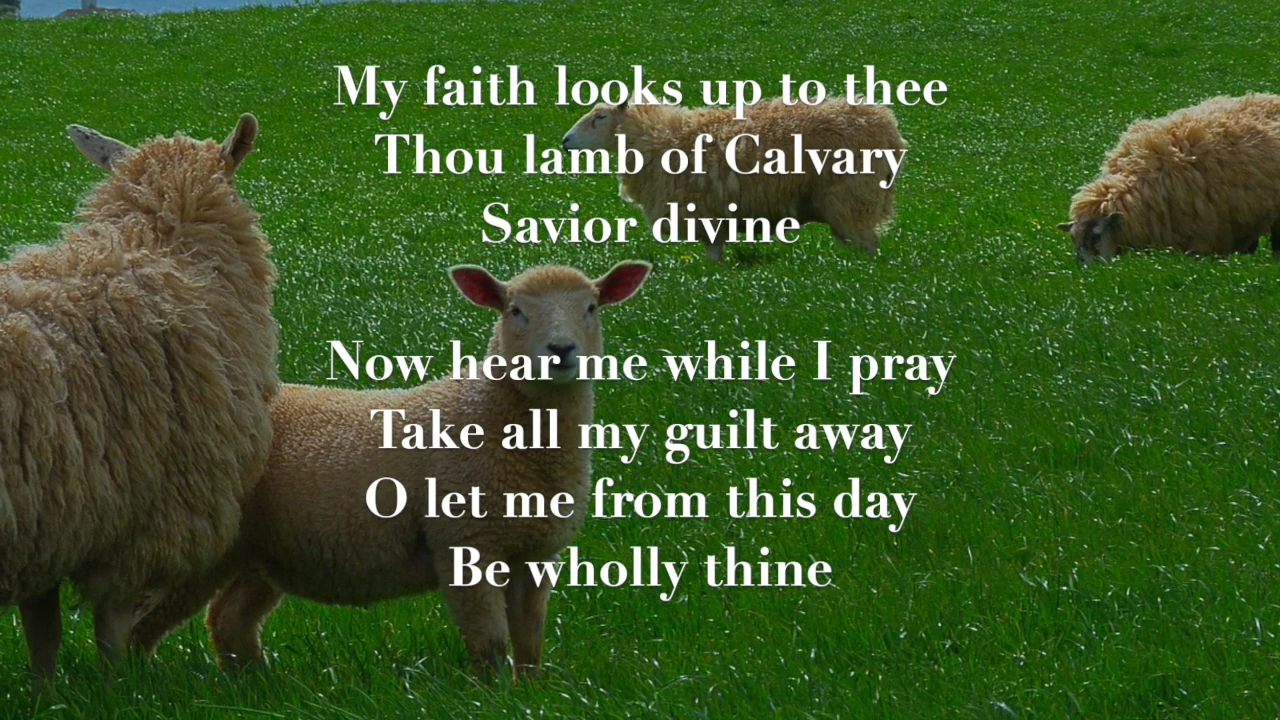 My faith looks up to thee
Thou lamb of Calvary
Savior divine
Now hear me while I pray
Take all my guilt away
O let me from this day
Be wholly thine